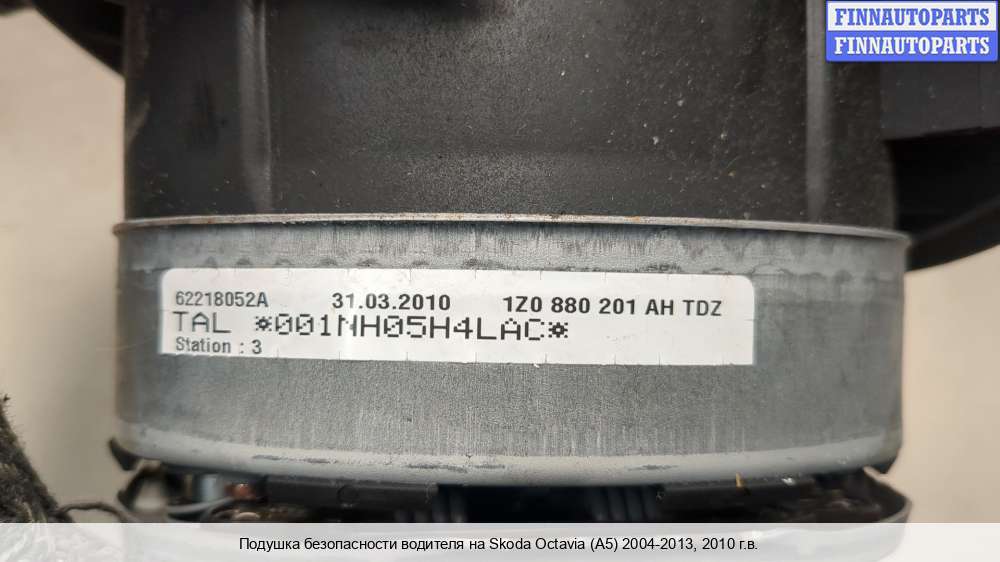 FINNAUTOPARTS
FINNAUTOPARTS
62218052A 31.03.2010 1Z0 880 201 AH TDZ
TAL *001NH05H4LAC*
Station : 3
Подушка безопасности водителя на Skoda Octavia (A5) 2004-2013, 2010 г.в.